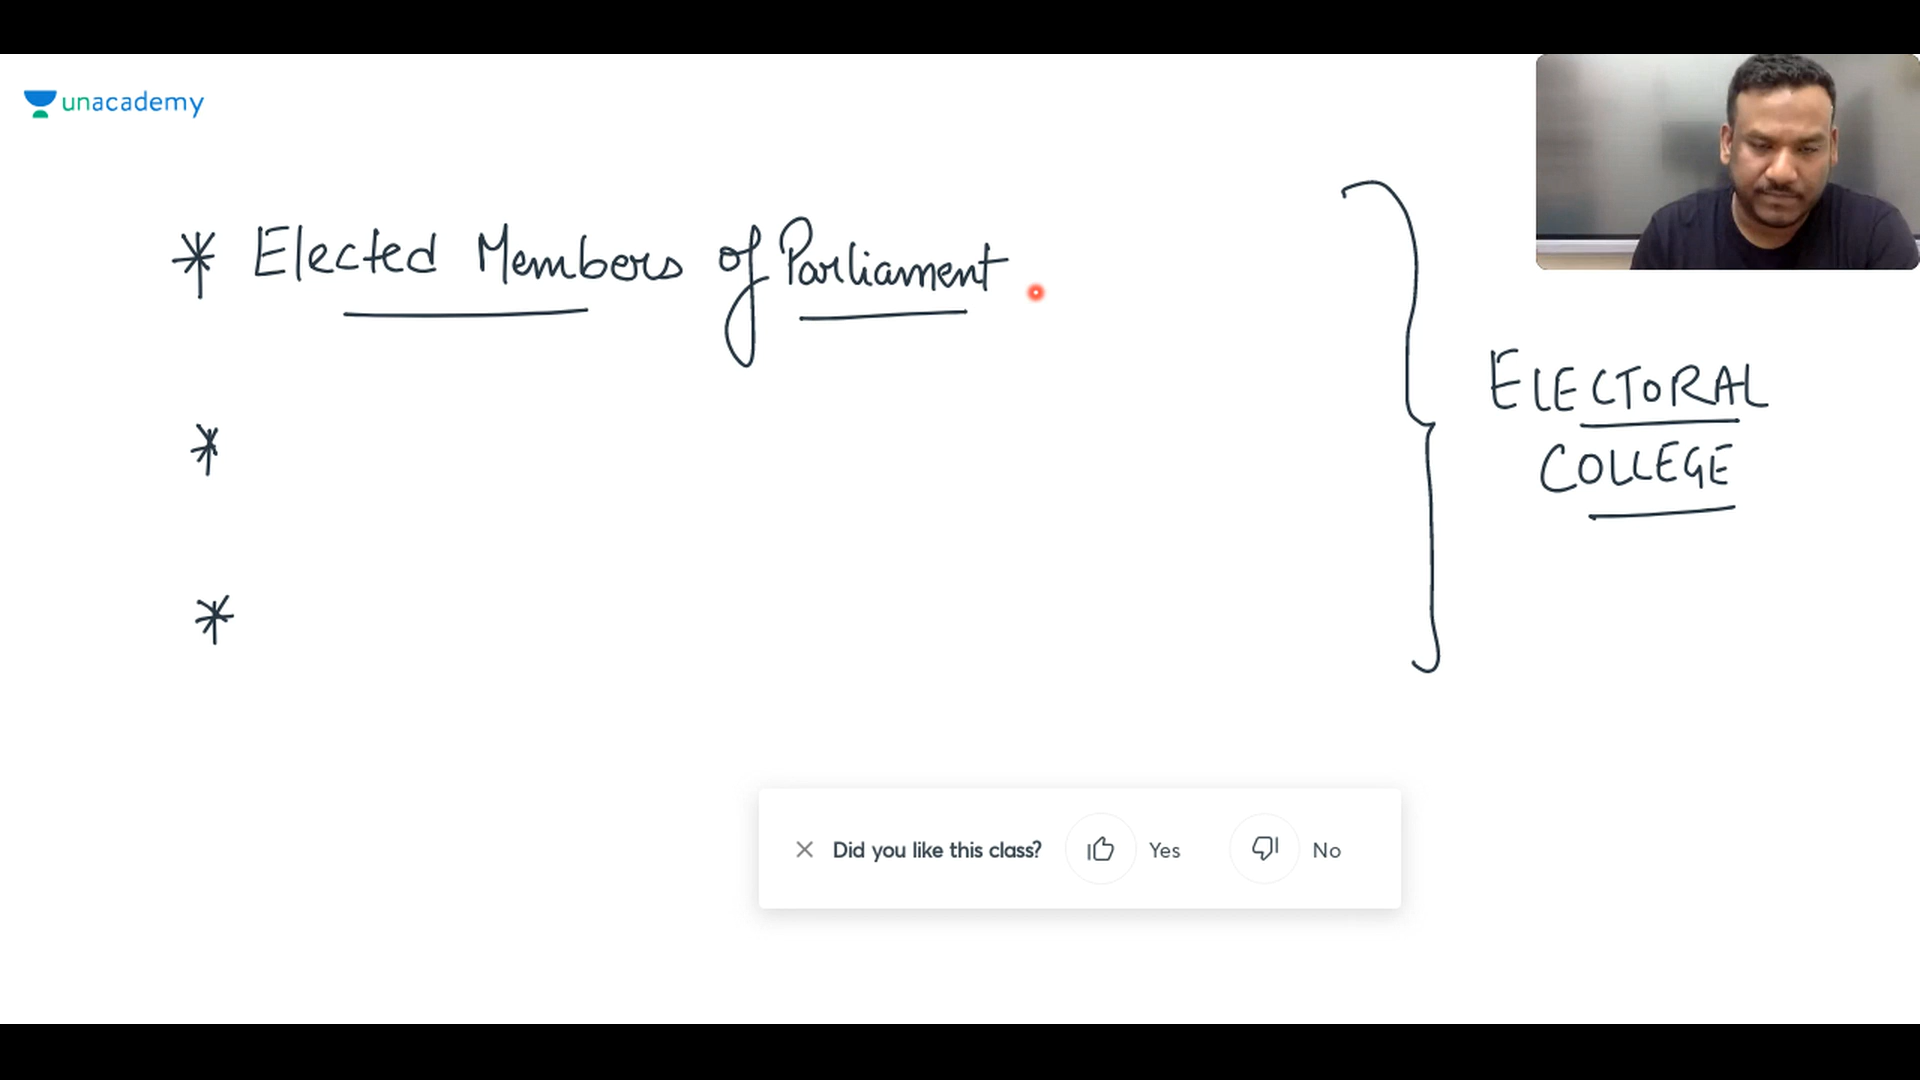 unacademy
* Elected Members of Parliament
*
*
ELECTORAL
COLLEGE
Did you like this class? Yes No